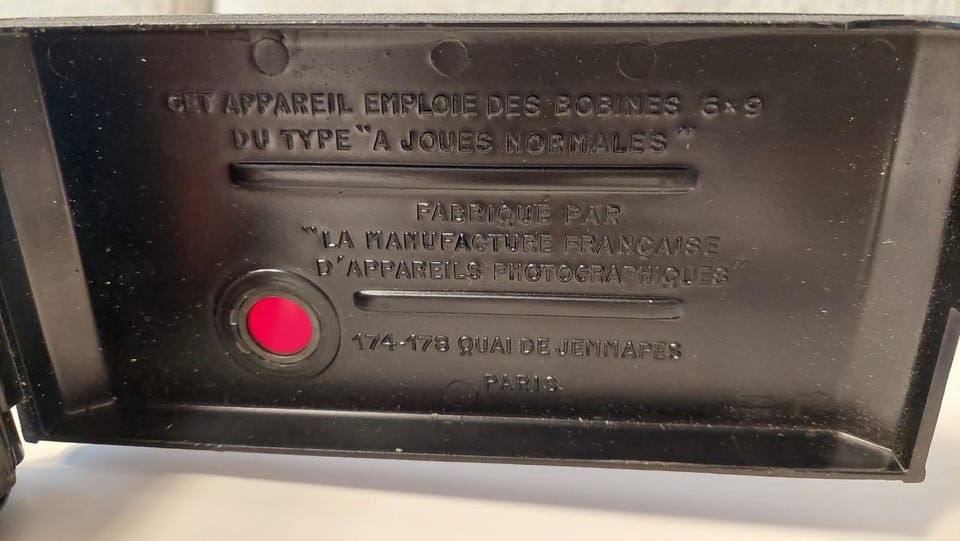 CET APPAREIL EMPLOIE DES BOBINES 6×9
DU TYPE "A JOUES NORMALES"
FABRIQUÉ PAR
"LA MANUFACTURE FRANÇAISE
D'APPAREILS PHOTOGRAPHIQUES"
174-178 QUAI DE JEMMAPES
PARIS